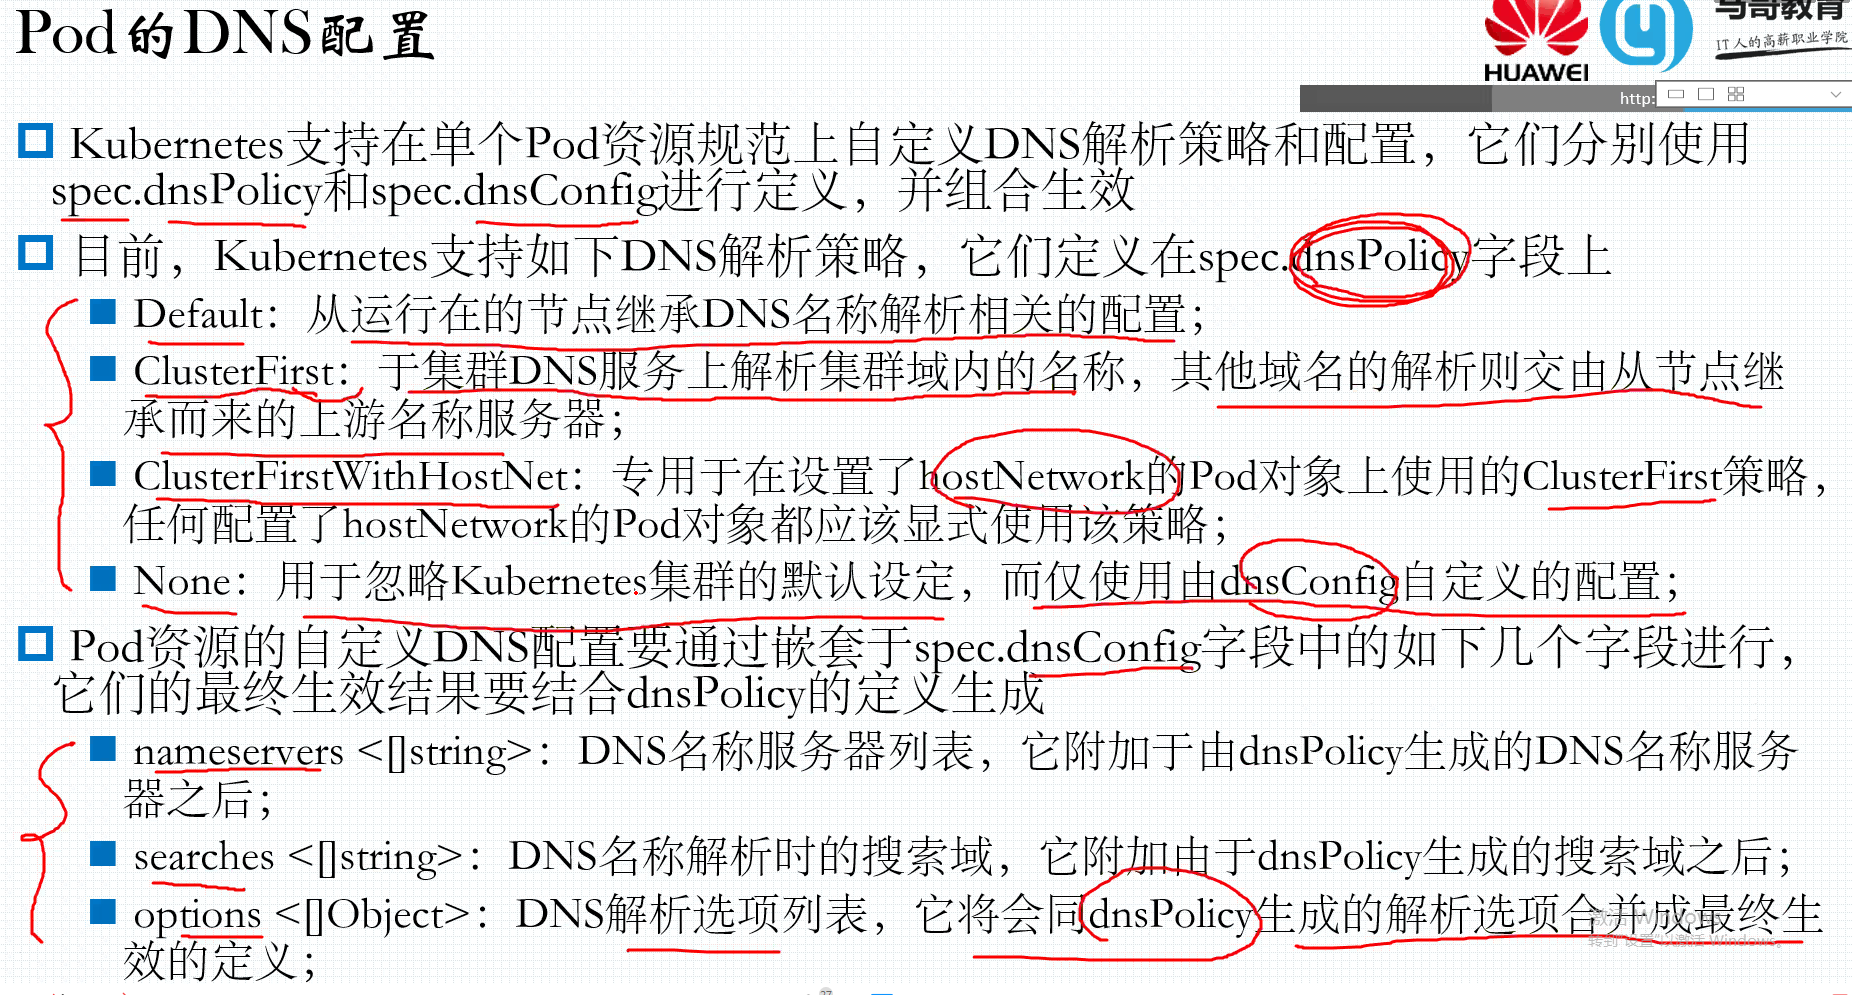 Pod的DNS配置
HUAWEI
马哥教育
IT人的高薪职业学院
http:
Kubernetes支持在单个Pod资源规范上自定义DNS解析策略和配置，它们分别使用
spec.dnsPolicy和spec.dnsConfig进行定义，并组合生效
目前，Kubernetes支持如下DNS解析策略，它们定义在spec.dnsPolicy字段上
Default：从运行在的节点继承DNS名称解析相关的配置；
ClusterFirst：于集群DNS服务上解析集群域内的名称，其他域名的解析则交由从节点继
承而来的上游名称服务器；
ClusterFirstWithHostNet：专用于在设置了hostNetwork的Pod对象上使用的ClusterFirst策略，
任何配置了hostNetwork的Pod对象都应该显式使用该策略；
None：用于忽略Kubernetes集群的默认设定，而仅使用由dnsConfig自定义的配置；
Pod资源的自定义DNS配置要通过嵌套于spec.dnsConfig字段中的如下几个字段进行，
它们的最终生效结果要结合dnsPolicy的定义生成
nameservers <[]string>：DNS名称服务器列表，它附加于由dnsPolicy生成的DNS名称服务
器之后；
searches <[]string>：DNS名称解析时的搜索域，它附加由于dnsPolicy生成的搜索域之后；
options <[]Object>：DNS解析选项列表，它将会同dnsPolicy生成的解析选项合并成最终生
效的定义；
激活 Windows
转到"设置"以激活 Windows。
27